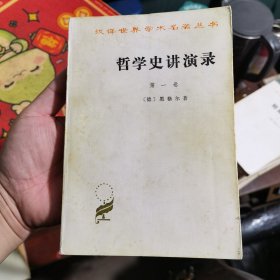 汉译世界学术名著丛书
哲学史讲演录
第一卷
〔德〕黑格尔著